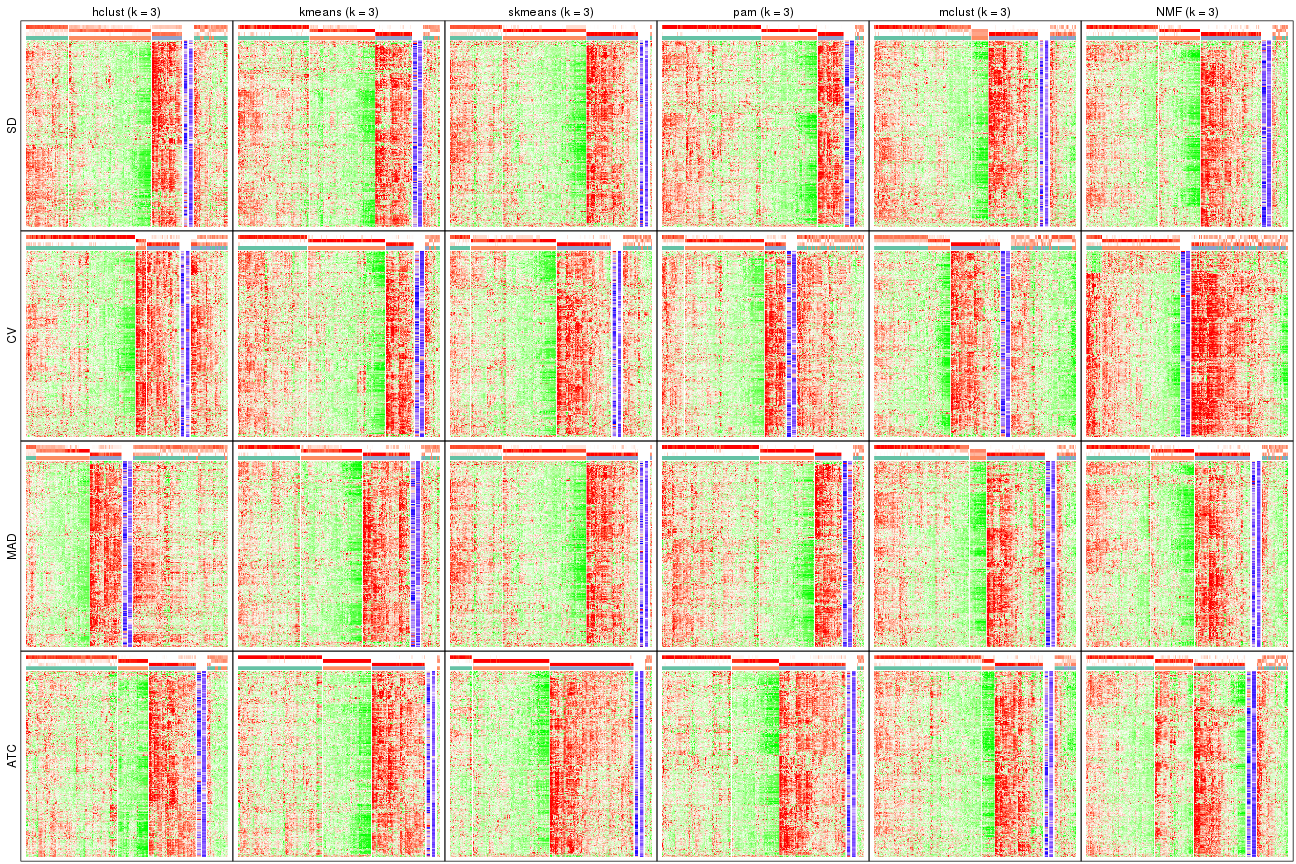 hclust (k = 3) kmeans (k = 3) skmeans (k = 3) pam (k = 3) mclust (k = 3) NMF (k = 3)
SD
CV
MAD
ATC